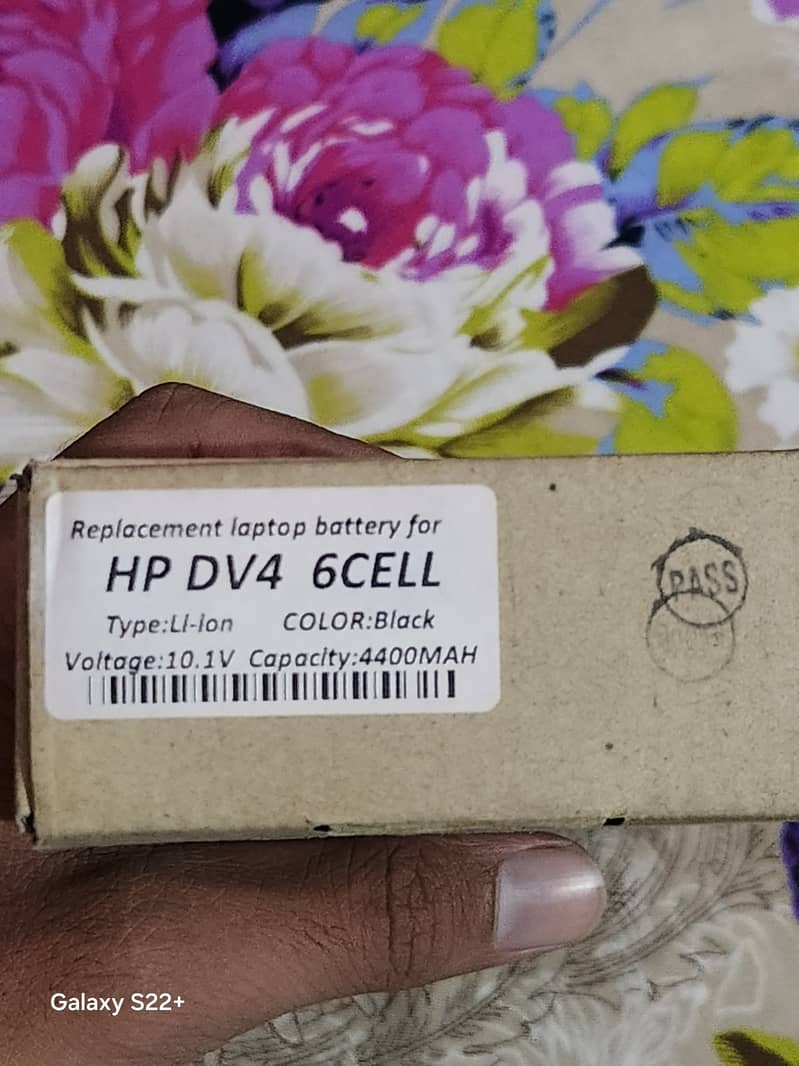 Replacement laptop battery for
HP DV4 6CELL
Type:Li-ion COLOR:Black
Voltage:10.1V Capacity:4400MAH
PASS
Galaxy S22+